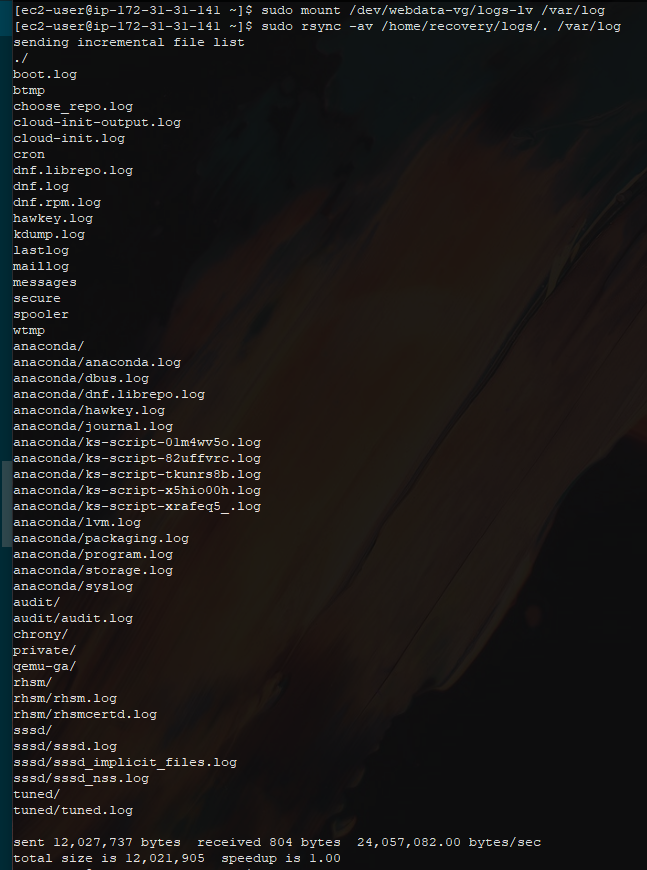 [ec2-user@ip-172-31-31-141 ~]$ sudo mount /dev/webdata-vg/logs-lv /var/log
[ec2-user@ip-172-31-31-141 ~]$ sudo rsync -av /home/recovery/logs/. /var/log
sending incremental file list
./
boot.log
btmp
choose_repo.log
cloud-init-output.log
cloud-init.log
cron
dnf.librepo.log
dnf.log
dnf.rpm.log
hawkey.log
kdump.log
lastlog
maillog
messages
secure
spooler
wtmp
anaconda/
anaconda/anaconda.log
anaconda/dbus.log
anaconda/dnf.librepo.log
anaconda/hawkey.log
anaconda/journal.log
anaconda/ks-script-01m4wv5o.log
anaconda/ks-script-82uffvrc.log
anaconda/ks-script-tkunrs8b.log
anaconda/ks-script-x5hio00h.log
anaconda/ks-script-xrafeq5_.log
anaconda/lvm.log
anaconda/packaging.log
anaconda/program.log
anaconda/storage.log
anaconda/syslog
audit/
audit/audit.log
chrony/
private/
qemu-ga/
rhsm/
rhsm/rhsm.log
rhsm/rhsmcertd.log
sssd/
sssd/sssd.log
sssd/sssd_implicit_files.log
sssd/sssd_nss.log
tuned/
tuned/tuned.log
sent 12,027,737 bytes  received 804 bytes  24,057,082.00 bytes/sec
total size is 12,021,905  speedup is 1.00